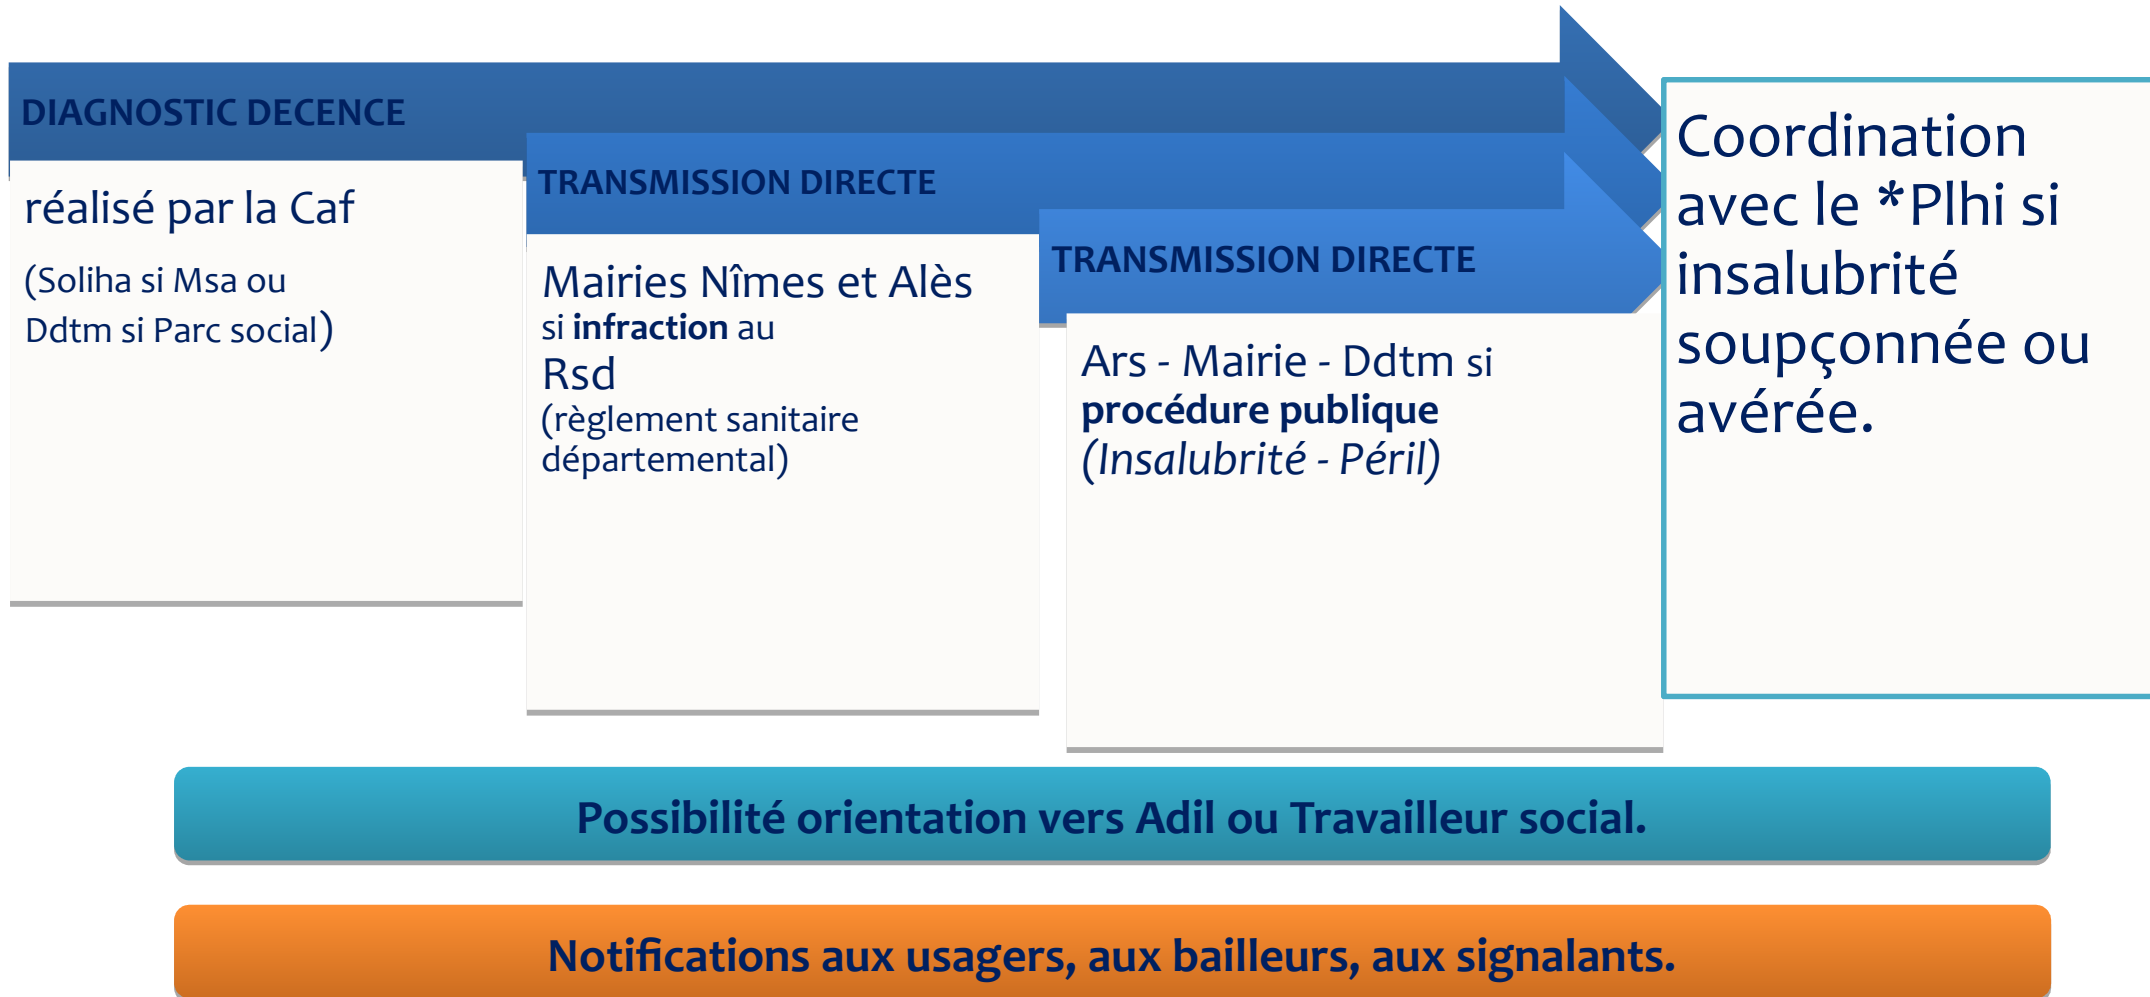 DIAGNOSTIC DECENCE
réalisé par la Caf
(Soliha si Msa ou
Ddtm si Parc social)
TRANSMISSION DIRECTE
Mairies Nîmes et Alès
si infraction au
Rsd
(règlement sanitaire
départemental)
TRANSMISSION DIRECTE
Ars - Mairie - Ddtm si
procédure publique
(Insalubrité - Péril)
Coordination
avec le *Plhi si
insalubrité
soupçonnée ou
avérée.
Possibilité orientation vers Adil ou Travailleur social.
Notifications aux usagers, aux bailleurs, aux signalants.